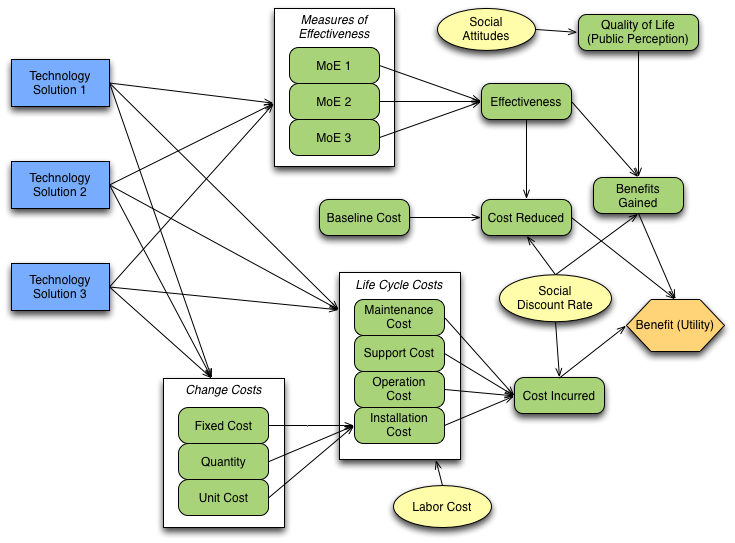 Measures of
Effectiveness
MoE 1
MoE 2
MoE 3
Social
Attitudes
Quality of Life
(Public Perception)
Technology
Solution 1
Effectiveness
Technology
Solution 2
Benefits
Gained
Baseline Cost
Cost Reduced
Technology
Solution 3
Life Cycle Costs
Maintenance
Cost
Support Cost
Operation
Cost
Installation
Cost
Social
Discount Rate
Benefit (Utility)
Change Costs
Fixed Cost
Quantity
Unit Cost
Cost Incurred
Labor Cost